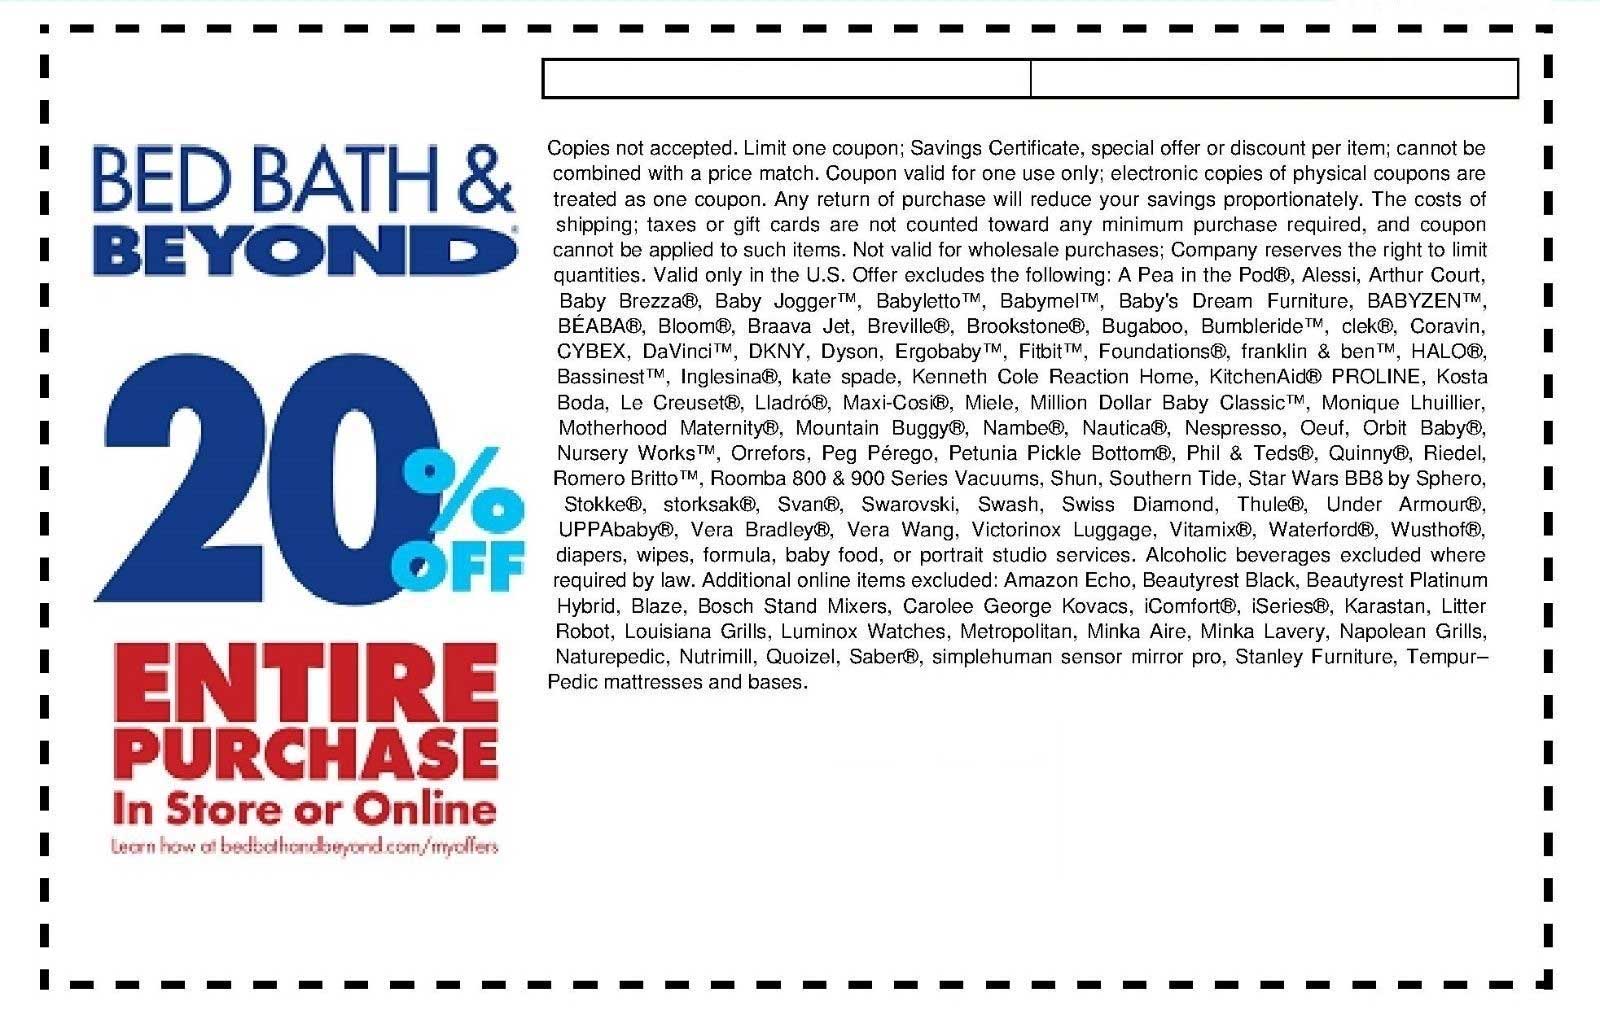 BED BATH &
BEYOND
20% OFF
ENTIRE
PURCHASE
In Store or Online
Learn how at bedbathandbeyond.com/myoffers
Copies not accepted. Limit one coupon; Savings Certificate, special offer or discount per item; cannot be
combined with a price match. Coupon valid for one use only; electronic copies of physical coupons are
treated as one coupon. Any return of purchase will reduce your savings proportionately. The costs of
shipping; taxes or gift cards are not counted toward any minimum purchase required, and coupon
cannot be applied to such items. Not valid for wholesale purchases; Company reserves the right to limit
quantities. Valid only in the U.S. Offer excludes the following: A Pea in the Pod®, Alessi, Arthur Court,
Baby Brezza®, Baby Jogger™, Babyletto™, Babymel™, Baby's Dream Furniture, BABYZEN™,
BÉABA®, Bloom®, Braava Jet, Breville®, Brookstone®, Bugaboo, Bumbleride™, clek®, Coravin,
CYBEX, DaVinci™, DKNY, Dyson, Ergobaby™, Fitbit™, Foundations®, franklin & ben™, HALO®,
Bassinest™, Inglesina®, kate spade, Kenneth Cole Reaction Home, KitchenAid® PROLINE, Kosta
Boda, Le Creuset®, Lladró®, Maxi-Cosi®, Miele, Million Dollar Baby Classic™, Monique Lhuillier,
Motherhood Maternity®, Mountain Buggy®, Nambe®, Nautica®, Nespresso, Oeuf, Orbit Baby®,
Nursery Works™, Orrefors, Peg Pérego, Petunia Pickle Bottom®, Phil & Teds®, Quinny®, Riedel,
Romero Britto™, Roomba 800 & 900 Series Vacuums, Shun, Southern Tide, Star Wars BB8 by Sphero,
Stokke®, storksak®, Svan®, Swarovski, Swash, Swiss Diamond, Thule®, Under Armour®,
UPPAbaby®, Vera Bradley®, Vera Wang, Victorinox Luggage, Vitamix®, Waterford®, Wusthof®,
diapers, wipes, formula, baby food, or portrait studio services. Alcoholic beverages excluded where
required by law. Additional online items excluded: Amazon Echo, Beautyrest Black, Beautyrest Platinum
Hybrid, Blaze, Bosch Stand Mixers, Carolee George Kovacs, iComfort®, iSeries®, Karastan, Litter
Robot, Louisiana Grills, Luminox Watches, Metropolitan, Minka Aire, Minka Lavery, Napolean Grills,
Naturepedic, Nutrimill, Quoizel, Saber®, simplehuman sensor mirror pro, Stanley Furniture, Tempur–
Pedic mattresses and bases.